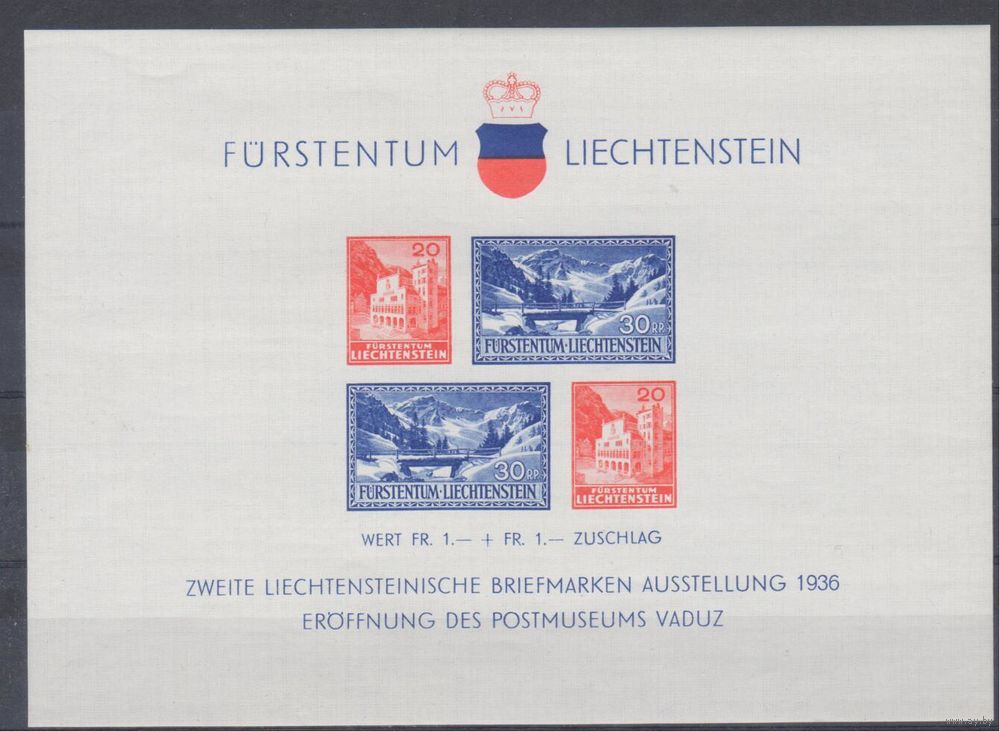 FÜRSTENTUM LIECHTENSTEIN
20
FÜRSTENTUM
LIECHTENSTEIN
30 RP.
FÜRSTENTUM·LIECHTENSTEIN
30 RP.
FÜRSTENTUM·LIECHTENSTEIN
20
FÜRSTENTUM
LIECHTENSTEIN
WERT FR. 1.— + FR. 1.— ZUSCHLAG
ZWEITE LIECHTENSTEINISCHE BRIEFMARKEN AUSSTELLUNG 1936
ERÖFFNUNG DES POSTMUSEUMS VADUZ